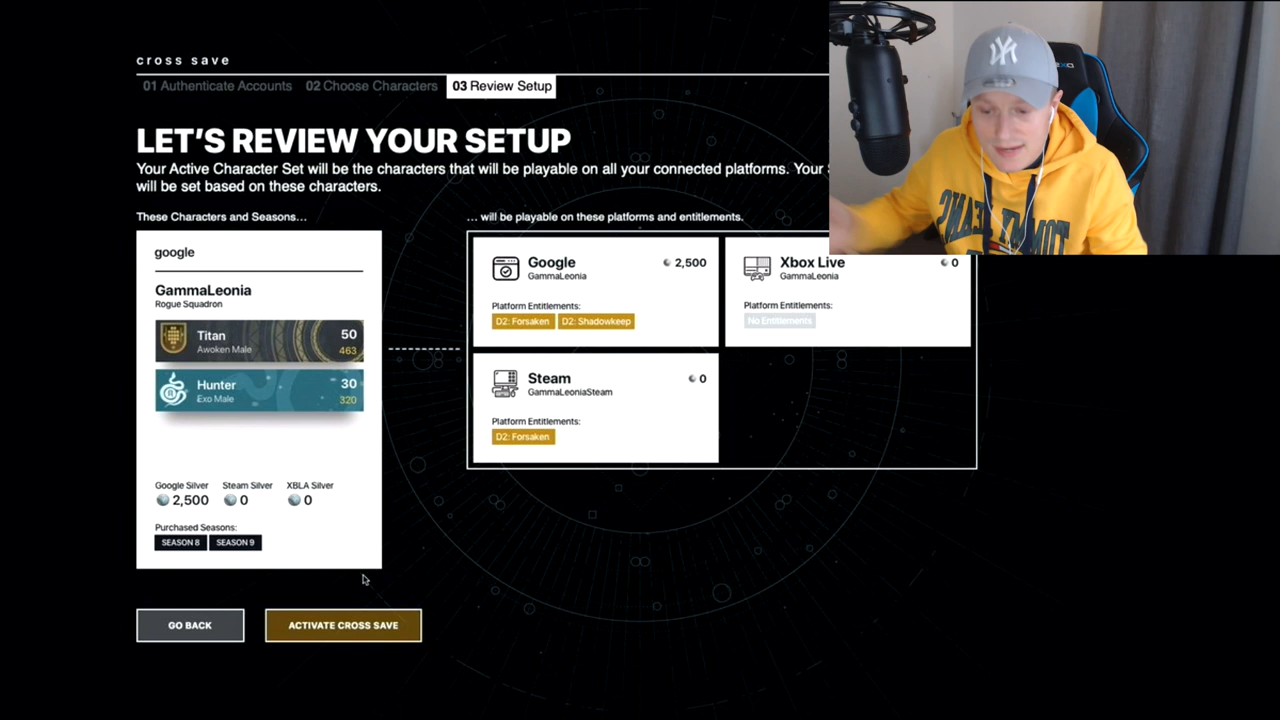 cross save
01 Authenticate Accounts 02 Choose Characters 03 Review Setup
LET'S REVIEW YOUR SETUP
Your Active Character Set will be the characters that will be playable on all your connected platforms. Your
will be set based on these characters.
These Characters and Seasons...
... will be playable on these platforms and entitlements.
google
GammaLeonia
Rogue Squadron
Titan 50
Awoken Male 463
Hunter 30
Exo Male 320
Google Silver Steam Silver XBLA Silver
2,500 0 0
Purchased Seasons:
SEASON 8 SEASON 9
Google 2,500
GammaLeonia
Platform Entitlements:
D2: Forsaken D2: Shadowkeep
Xbox Live 0
GammaLeonia
Platform Entitlements:
No Entitlements
Steam 0
GammaLeoniaSteam
Platform Entitlements:
D2: Forsaken
GO BACK ACTIVATE CROSS SAVE
NY
TOMMY JEANS